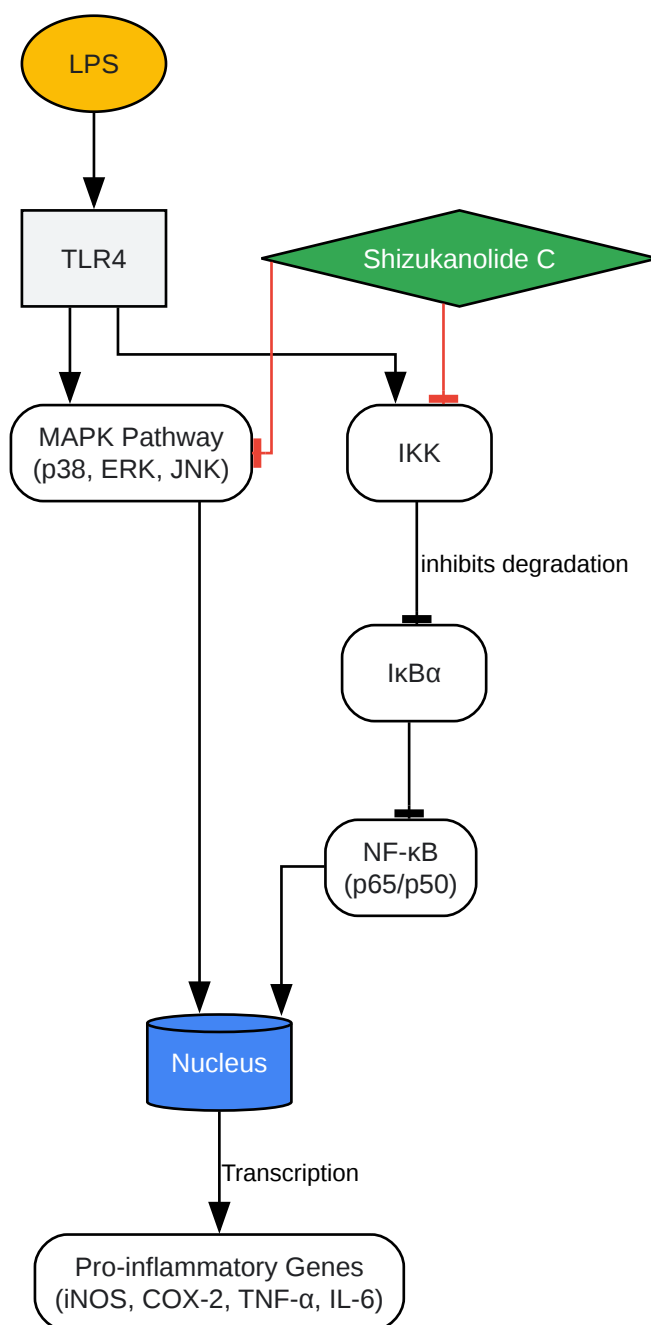 LPS
TLR4
Shizukanolide C
MAPK Pathway
(p38, ERK, JNK)
IKK
inhibits degradation
IκBα
NF-κB
(p65/p50)
Nucleus
Transcription
Pro-inflammatory Genes
(iNOS, COX-2, TNF-α, IL-6)